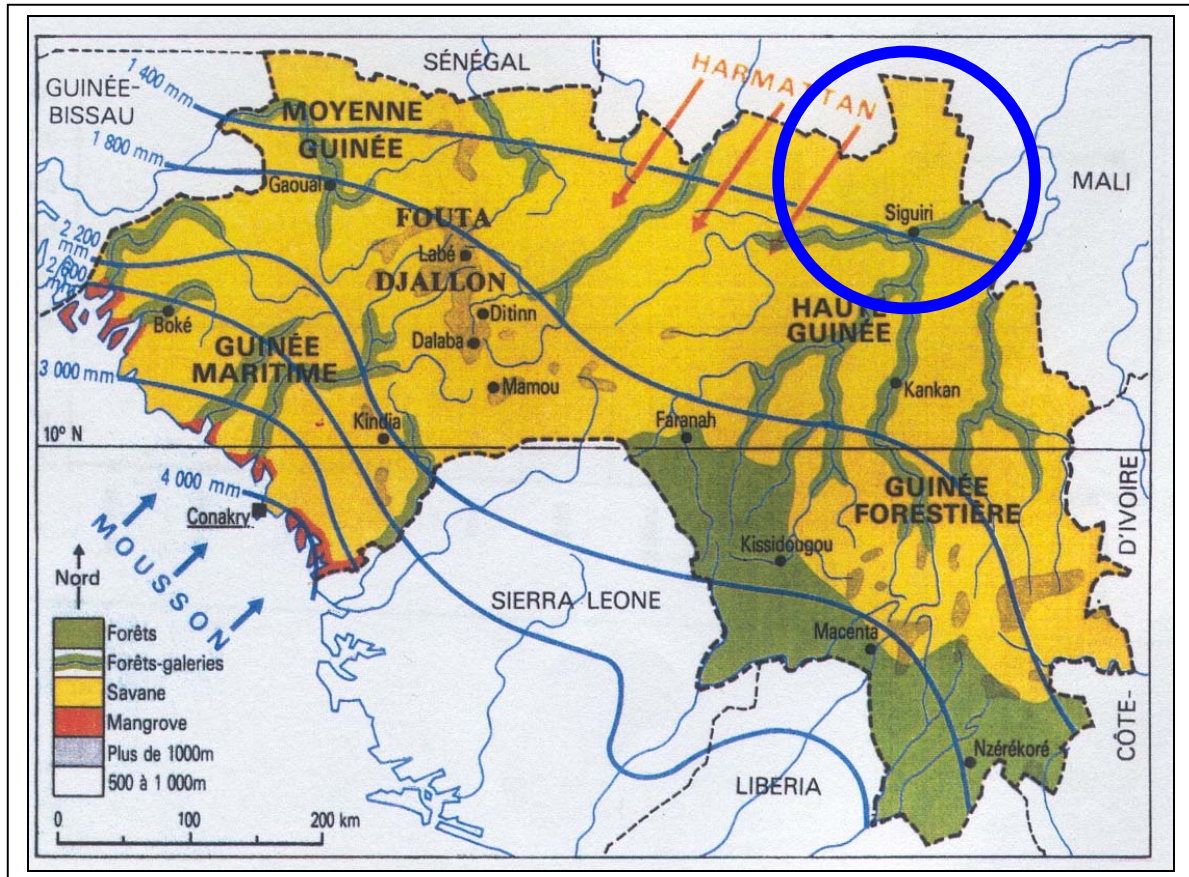 SÉNÉGAL
GUINÉE-
BISSAU
1 400 mm
HARMATTAN
MOYENNE
GUINÉE
1 800 mm
MALI
Gaoual
Siguiri
FOUTA
2 200
mm
Labé
2 600
mm
DJALLON
Ditinn
HAUTE
GUINÉE
Boké
Dalaba
GUINÉE
MARITIME
3 000 mm
Mamou
Kankan
Kindia
Faranah
10° N
4 000 mm
GUINÉE
FORESTIÈRE
Conakry
MOUSSON
Kissidougou
Nord
SIERRA LEONE
Macenta
CÔTE-
D'IVOIRE
Nzérékoré
LIBERIA
Forêts
Forêts-galeries
Savane
Mangrove
Plus de 1000m
500 à 1 000m
0 100 200 km